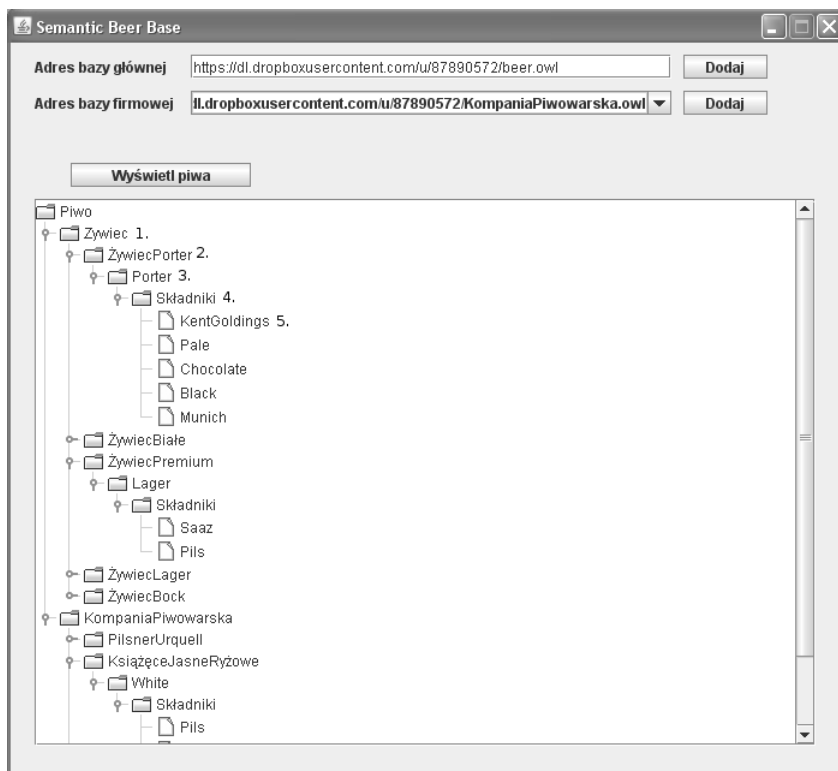 Semantic Beer Base
Adres bazy głównej https://dl.dropboxusercontent.com/u/87890572/beer.owl Dodaj
Adres bazy firmowej ll.dropboxusercontent.com/u/87890572/KompaniaPiwowarska.owl Dodaj
Wyświetl piwa
Piwo
Zywiec 1.
ŻywiecPorter 2.
Porter 3.
Składniki 4.
KentGoldings 5.
Pale
Chocolate
Black
Munich
ŻywiecBiałe
ŻywiecPremium
Lager
Składniki
Saaz
Pils
ŻywiecLager
ŻywiecBock
KompaniaPiwowarska
PilsnerUrquell
KsiążęceJasneRyżowe
White
Składniki
Pils